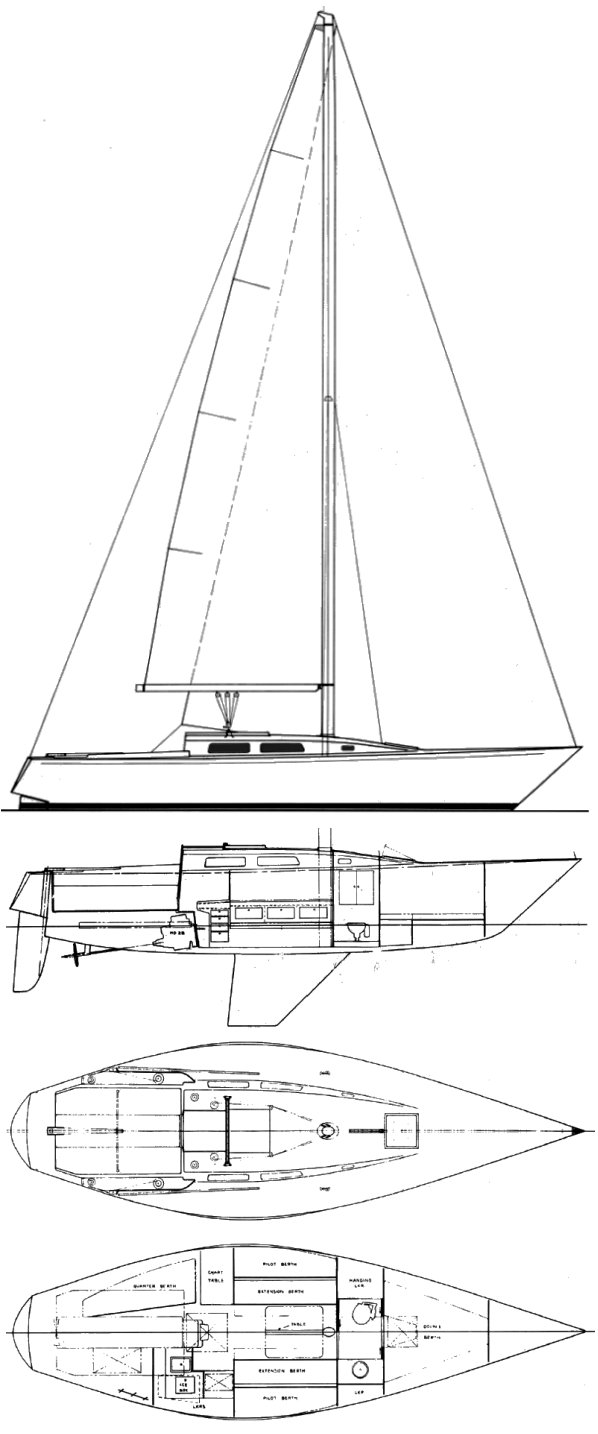 MD 2B
PILOT BERTH
CHART
TABLE
HANGING
LKR
QUARTER BERTH
EXTENSION BERTH
TABLE
DOUBLE
BERTH
EXTENSION BERTH
ICE
BOX
PILOT BERTH
LKR
LKRS